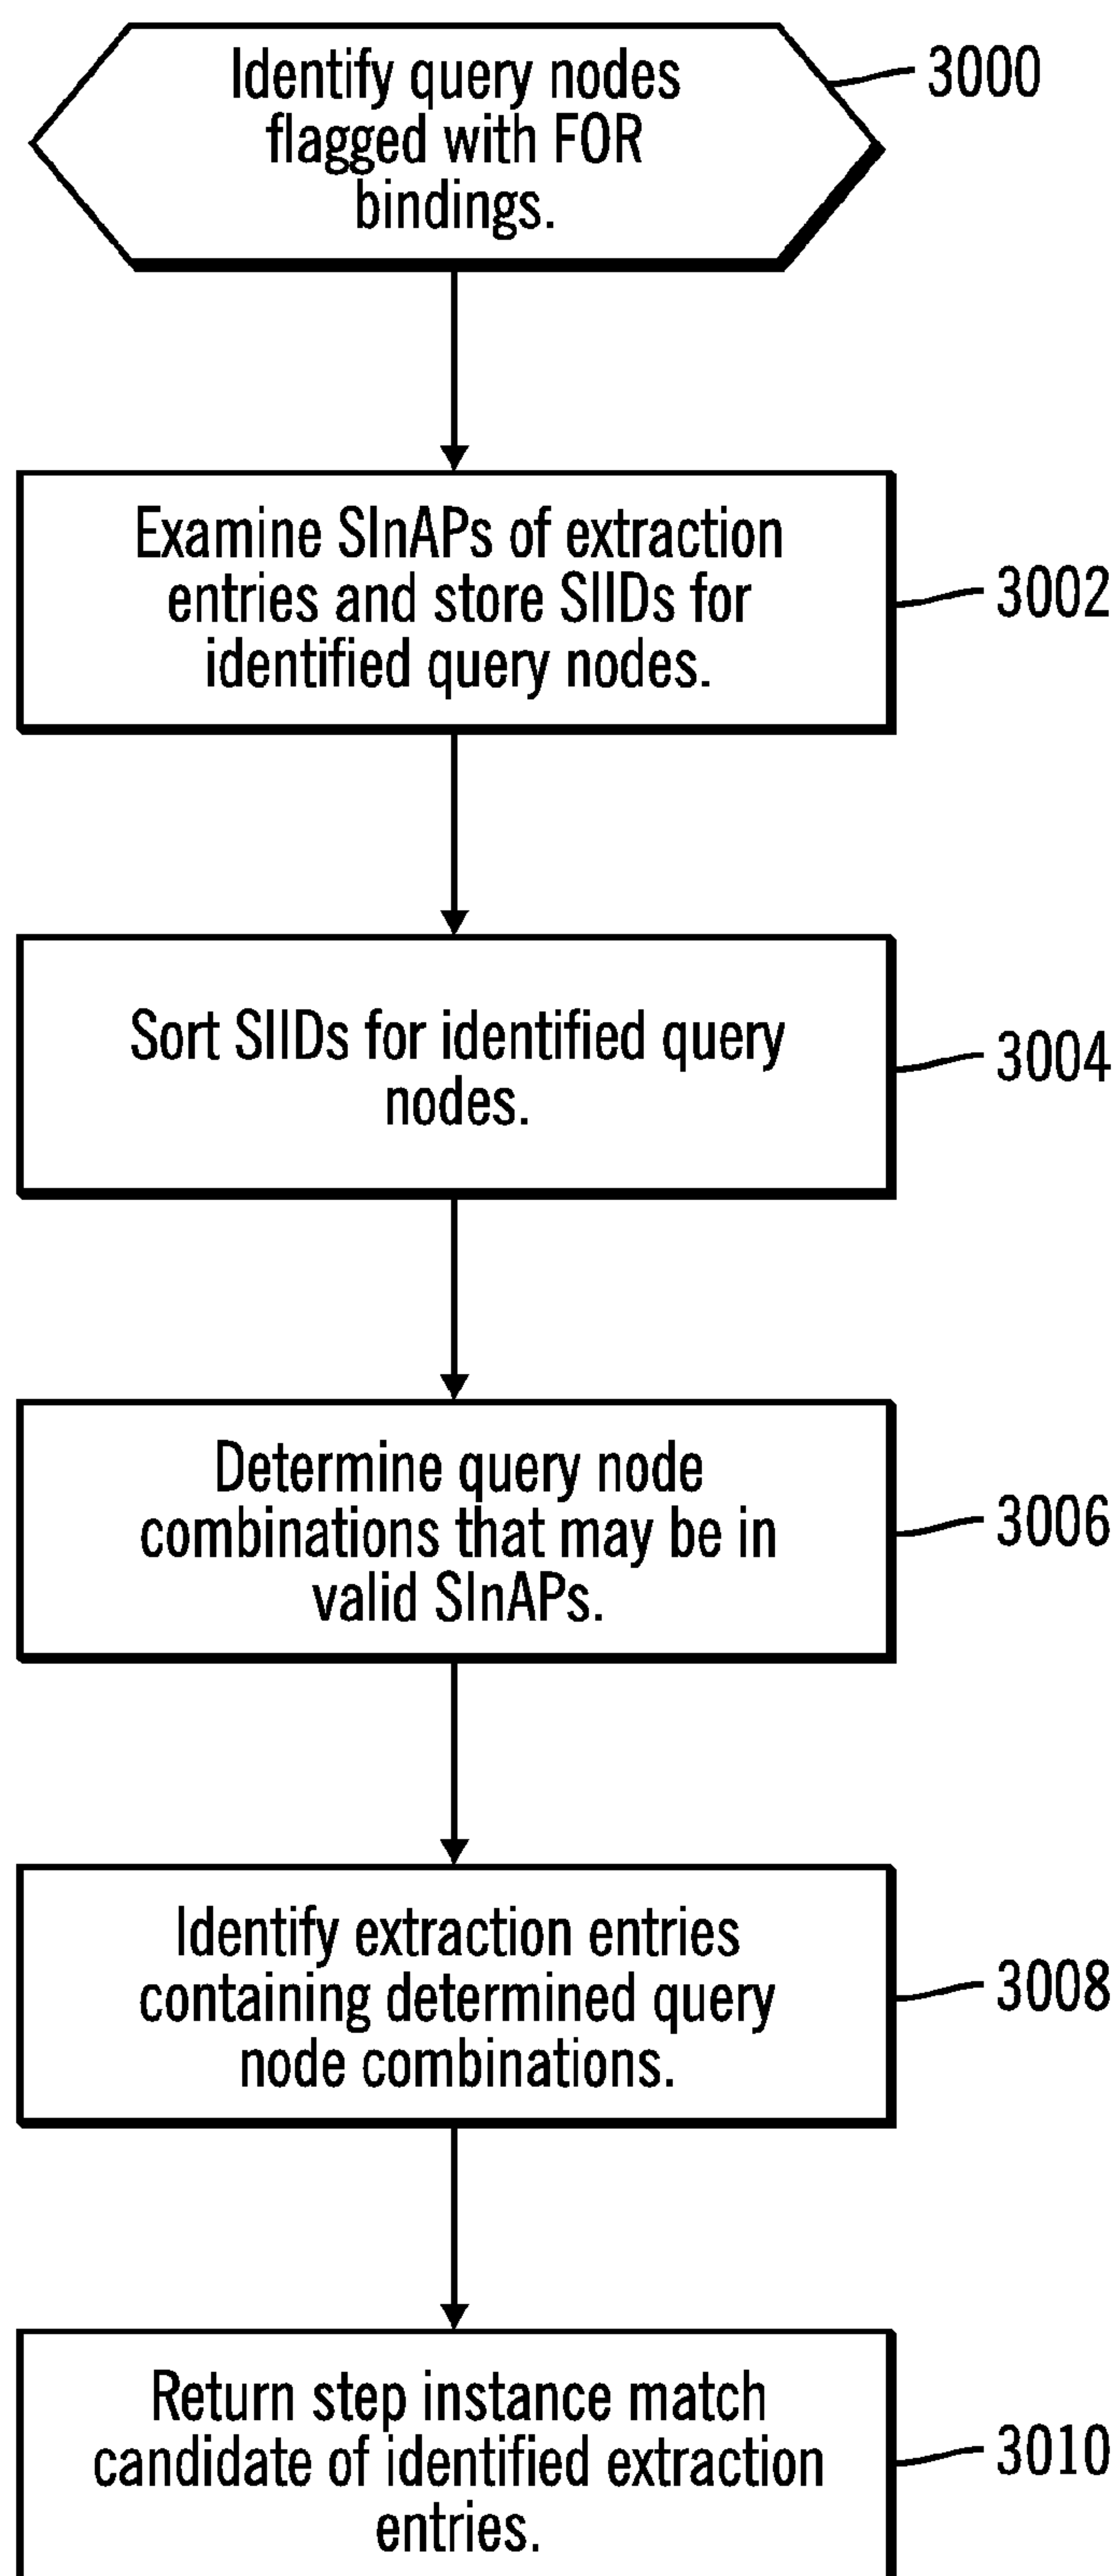 Identify query nodes
flagged with FOR
bindings.
3000
Examine SInAPs of extraction
entries and store SIIDs for
identified query nodes.
3002
Sort SIIDs for identified query
nodes.
3004
Determine query node
combinations that may be in
valid SInAPs.
3006
Identify extraction entries
containing determined query
node combinations.
3008
Return step instance match
candidate of identified extraction
entries.
3010